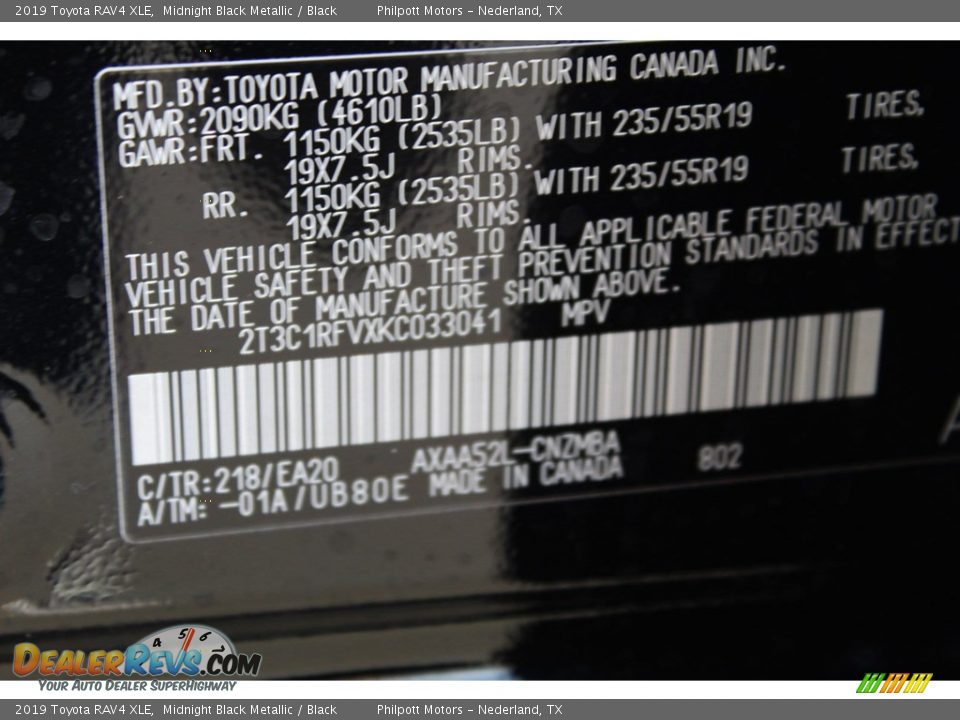 2019 Toyota RAV4 XLE, Midnight Black Metallic / Black Philpott Motors – Nederland, TX
MFD.BY:TOYOTA MOTOR MANUFACTURING CANADA INC.
GVWR:2090KG (4610LB)
GAWR:FRT. 1150KG (2535LB) WITH 235/55R19 TIRES,
19X7.5J RIMS.
RR. 1150KG (2535LB) WITH 235/55R19 TIRES,
19X7.5J RIMS.
THIS VEHICLE CONFORMS TO ALL APPLICABLE FEDERAL MOTOR
VEHICLE SAFETY AND THEFT PREVENTION STANDARDS IN EFFECT
THE DATE OF MANUFACTURE SHOWN ABOVE.
2T3C1RFVXKC033041 MPV
C/TR:218/EA20 AXAA52L-CNZMBA 802
A/TM: -01A/UB80E MADE IN CANADA
4 5 6
DEALERREVS.COM
YOUR AUTO DEALER SUPERHIGHWAY
2019 Toyota RAV4 XLE, Midnight Black Metallic / Black Philpott Motors – Nederland, TX